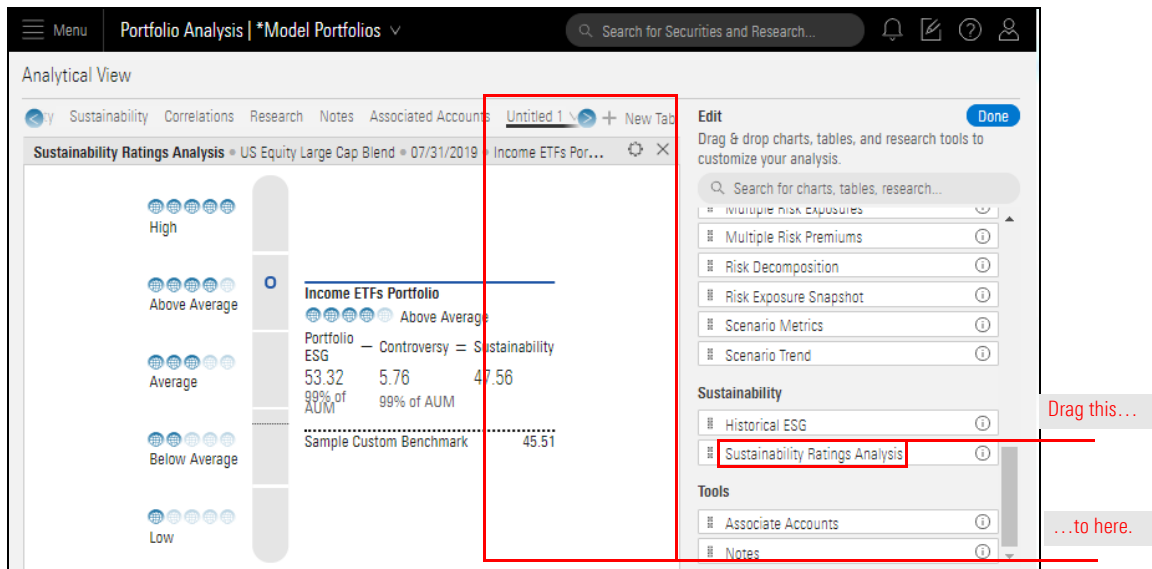 Menu
Portfolio Analysis | *Model Portfolios
Search for Securities and Research...
Analytical View
ty Sustainability Correlations Research Notes Associated Accounts Untitled 1 + New Tab
Sustainability Ratings Analysis • US Equity Large Cap Blend • 07/31/2019 • Income ETFs Por...
High
Above Average
Average
Below Average
Low
O
Income ETFs Portfolio
Above Average
Portfolio ESG – Controversy = Sustainability
53.32 5.76 47.56
99% of AUM 99% of AUM
Sample Custom Benchmark 45.51
Edit
Done
Drag & drop charts, tables, and research tools to
customize your analysis.
Search for charts, tables, research...
Multiple Risk Exposures
Multiple Risk Premiums
Risk Decomposition
Risk Exposure Snapshot
Scenario Metrics
Scenario Trend
Sustainability
Historical ESG
Sustainability Ratings Analysis
Tools
Associate Accounts
Notes
Drag this…
…to here.